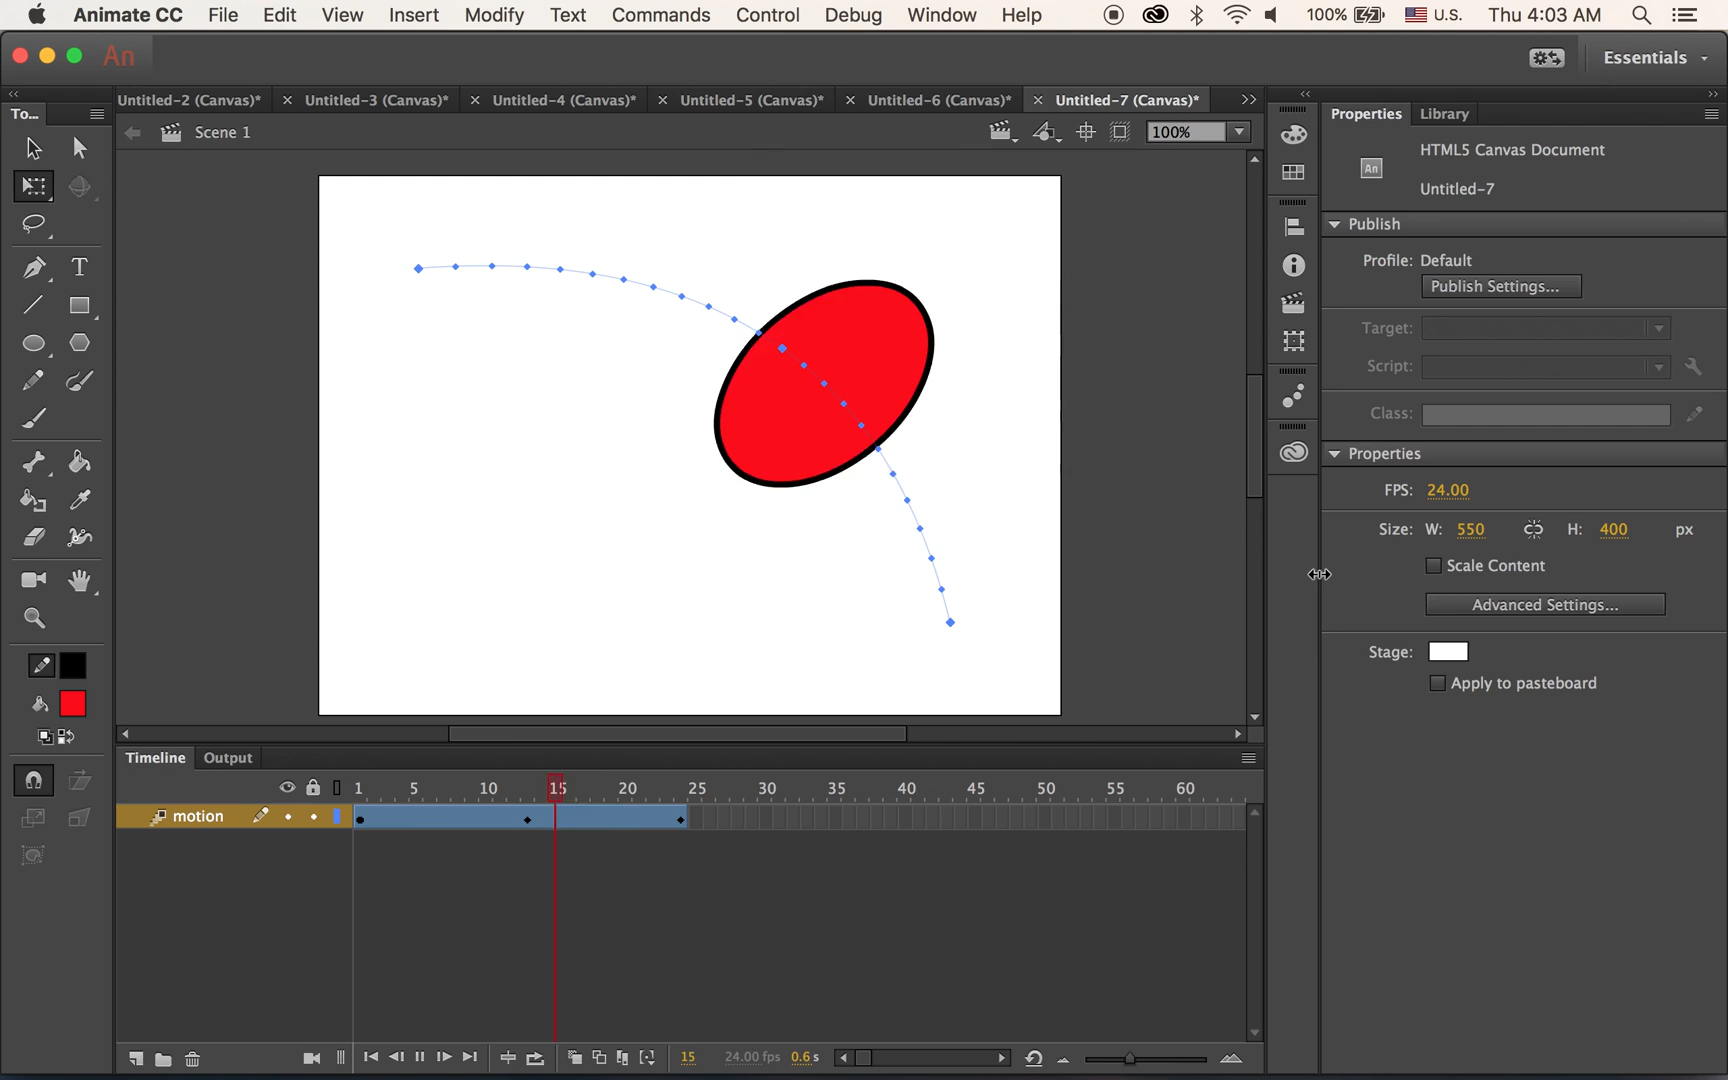 Animate CC File Edit View Insert Modify Text Commands Control Debug Window Help 100% U.S. Thu 4:03 AM
An Essentials
To... Untitled-2 (Canvas)* Untitled-3 (Canvas)* Untitled-4 (Canvas)* Untitled-5 (Canvas)* Untitled-6 (Canvas)* Untitled-7 (Canvas)*
Scene 1 100%
Properties Library
An HTML5 Canvas Document
Untitled-7
Publish
Profile: Default
Publish Settings...
Target:
Script:
Class:
Properties
FPS: 24.00
Size: W: 550 H: 400 px
Scale Content
Advanced Settings...
Stage:
Apply to pasteboard
T
Timeline Output
1 5 10 15 20 25 30 35 40 45 50 55 60
motion
15 24.00 fps 0.6 s